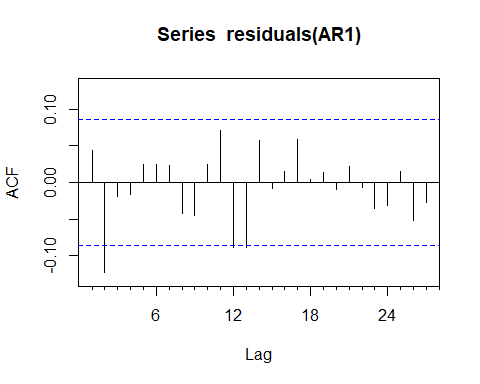 Series  residuals(AR1)
ACF
0.10
0.00
-0.10
6
12
18
24
Lag